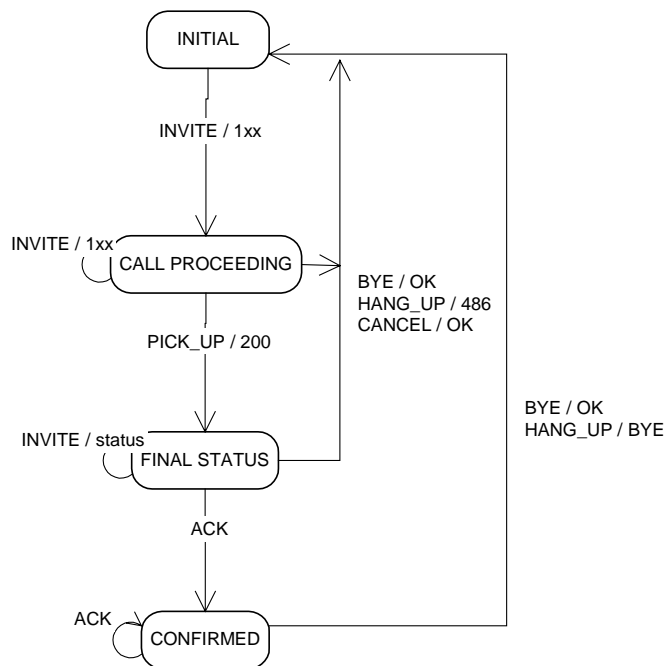 INITIAL
INVITE / 1xx
INVITE / 1xx
CALL PROCEEDING
BYE / OK
HANG_UP / 486
CANCEL / OK
PICK_UP / 200
BYE / OK
HANG_UP / BYE
INVITE / status
FINAL STATUS
ACK
ACK
CONFIRMED